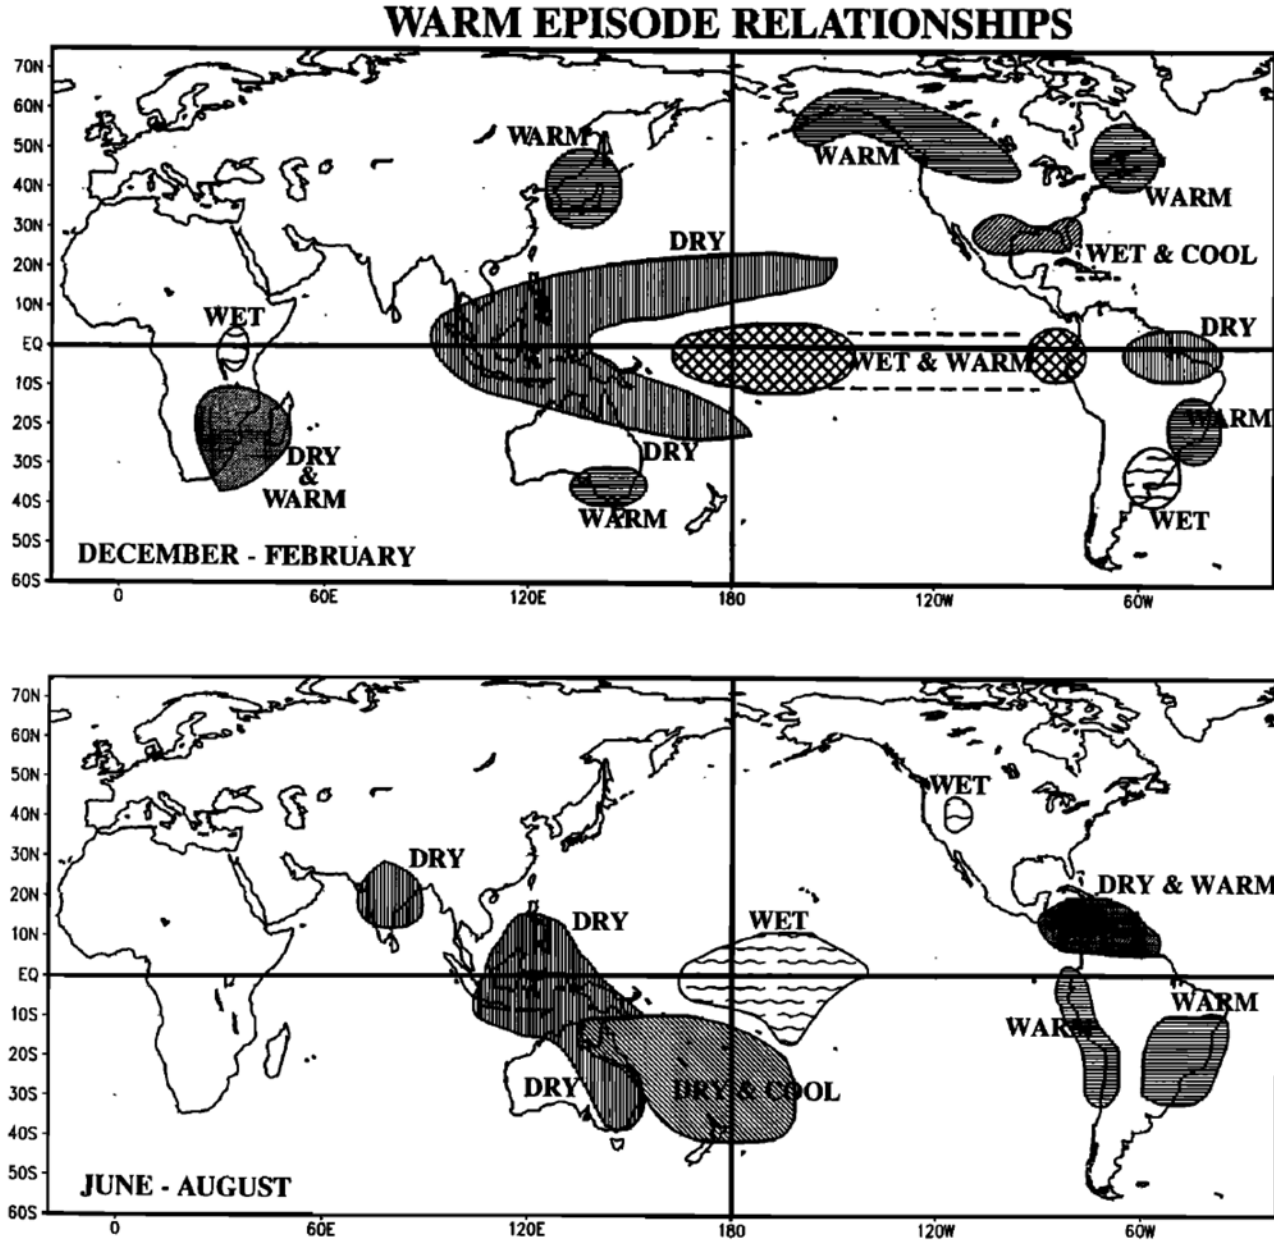 WARM EPISODE RELATIONSHIPS
70N
60N
50N
40N
30N
20N
10N
EQ
10S
20S
30S
40S
50S
60S
WARM
WARM
WARM
DRY
WET & COOL
WET
DRY
WET & WARM
WARM
DRY
&
WARM
DRY
WARM
WET
DECEMBER - FEBRUARY
0
60E
120E
180
120W
60W
70N
60N
50N
40N
30N
20N
10N
EQ
10S
20S
30S
40S
50S
60S
WET
DRY
DRY & WARM
DRY
WET
WARM
WARM
DRY
DRY & COOL
JUNE - AUGUST
0
60E
120E
180
120W
60W